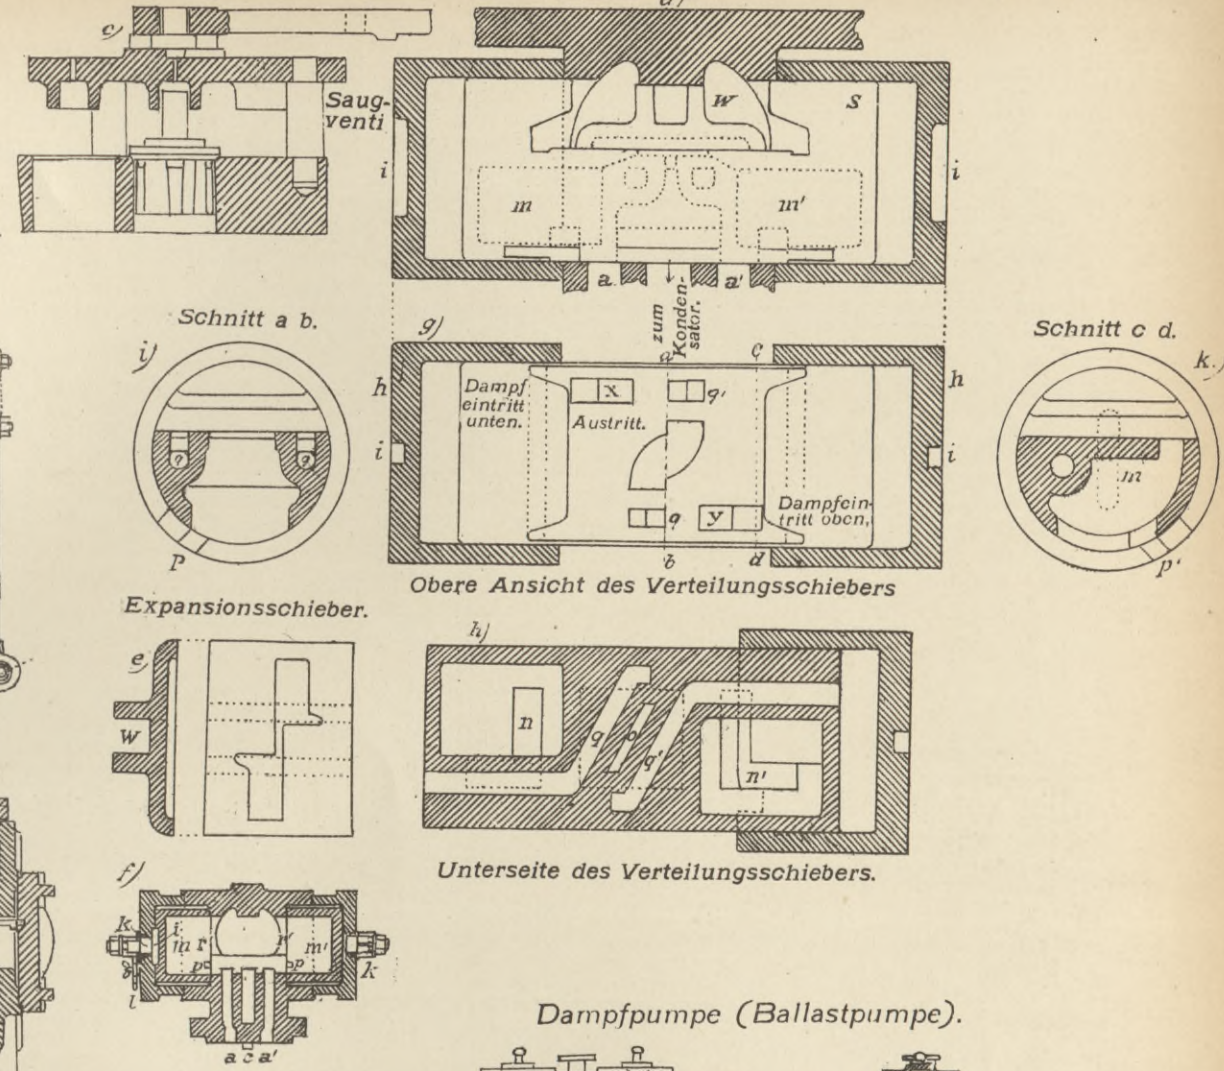 c)
d)
Saug-
venti
W
S
i
i
m
m'
a
a'
zum
Konden-
sator.
Schnitt a b.
i)
P
g)
h
h
i
i
a
c
Dampf
eintritt
unten.
X
Austritt.
q'
q
y
Dampfein-
tritt oben,
b
d
Obere Ansicht des Verteilungsschiebers
Schnitt c d.
k.)
m
p'
Expansionsschieber.
e)
W
h)
n
q
o
q'
n'
Unterseite des Verteilungsschiebers.
f)
k
i
m
r
r'
m'
p
p
k
l
a c a'
Dampfpumpe (Ballastpumpe).